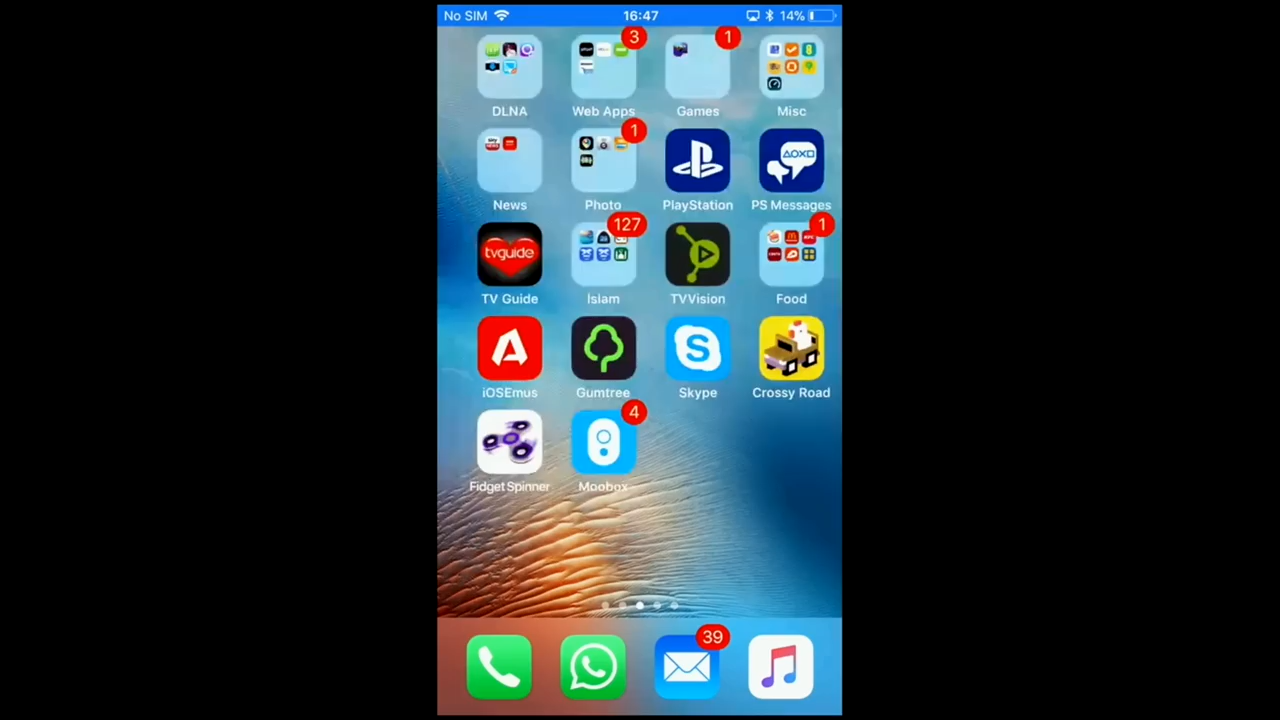 No SIM 16:47 14%
3 1
DLNA Web Apps Games Misc
1
News Photo PlayStation PS Messages
tvguide 127 1
TV Guide Islam TVVision Food
iOSEmus Gumtree Skype Crossy Road
4
Fidget Spinner Moobox
39